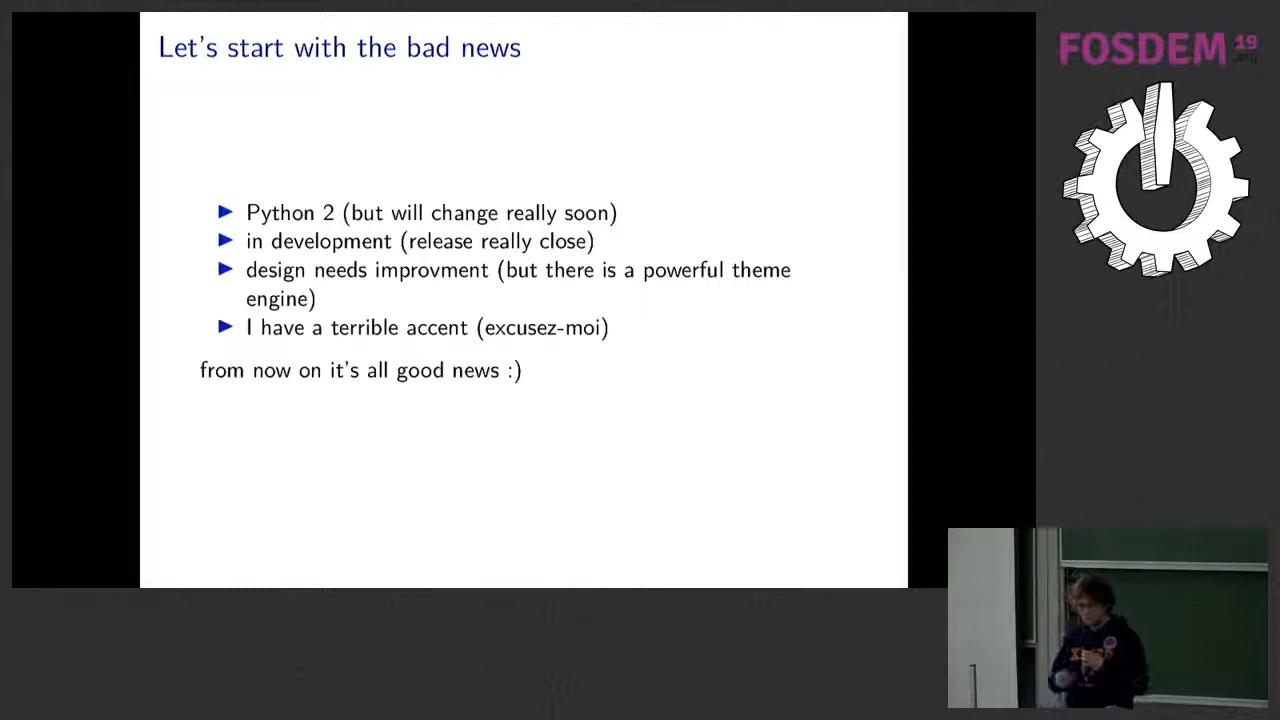 Let's start with the bad news
FOSDEM 19
.org
▶ Python 2 (but will change really soon)
▶ in development (release really close)
▶ design needs improvment (but there is a powerful theme
engine)
▶ I have a terrible accent (excusez-moi)
from now on it's all good news :)